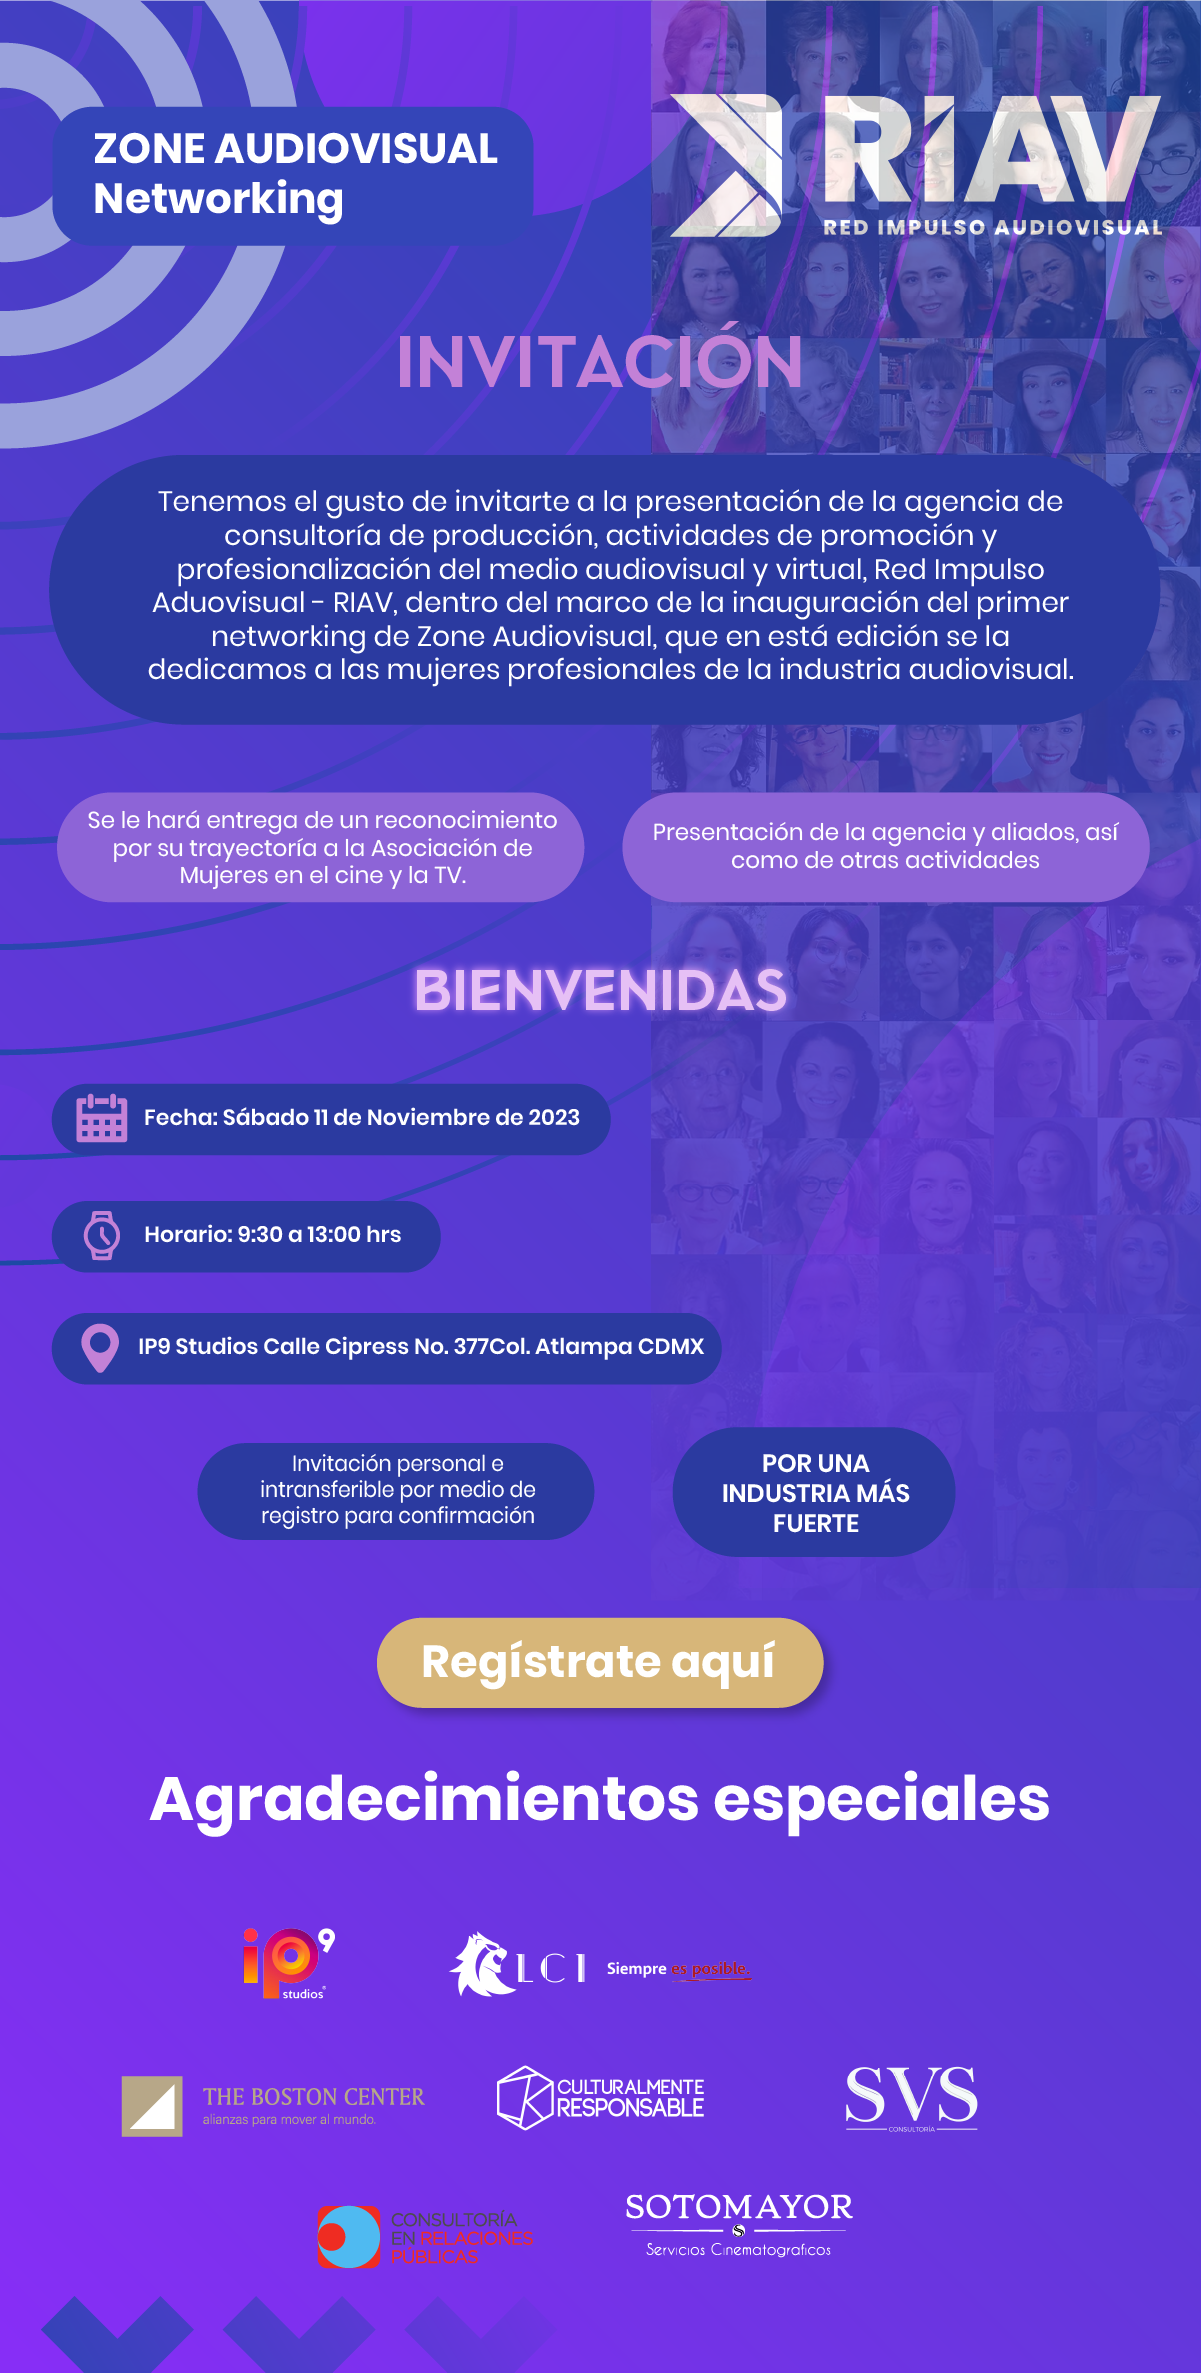 ZONE AUDIOVISUAL
Networking
RIAV
RED IMPULSO AUDIOVISUAL
INVITACIÓN
Tenemos el gusto de invitarte a la presentación de la agencia de
consultoría de producción, actividades de promoción y
profesionalización del medio audiovisual y virtual, Red Impulso
Aduovisual - RIAV, dentro del marco de la inauguración del primer
networking de Zone Audiovisual, que en está edición se la
dedicamos a las mujeres profesionales de la industria audiovisual.
Se le hará entrega de un reconocimiento
por su trayectoría a la Asociación de
Mujeres en el cine y la TV.
Presentación de la agencia y aliados, así
como de otras actividades
BIENVENIDAS
Fecha: Sábado 11 de Noviembre de 2023
Horario: 9:30 a 13:00 hrs
IP9 Studios Calle Cipress No. 377Col. Atlampa CDMX
Invitación personal e
intransferible por medio de
registro para confirmación
POR UNA
INDUSTRIA MÁS
FUERTE
Regístrate aquí
Agradecimientos especiales
ip9
studios
LCI Siempre es posible.
THE BOSTON CENTER
alianzas para mover al mundo.
CULTURALMENTE
RESPONSABLE
SVS
CONSULTORÍA
CONSULTORÍA
EN RELACIONES
PÚBLICAS
SOTOMAYOR
S
Servicios Cinematograficos